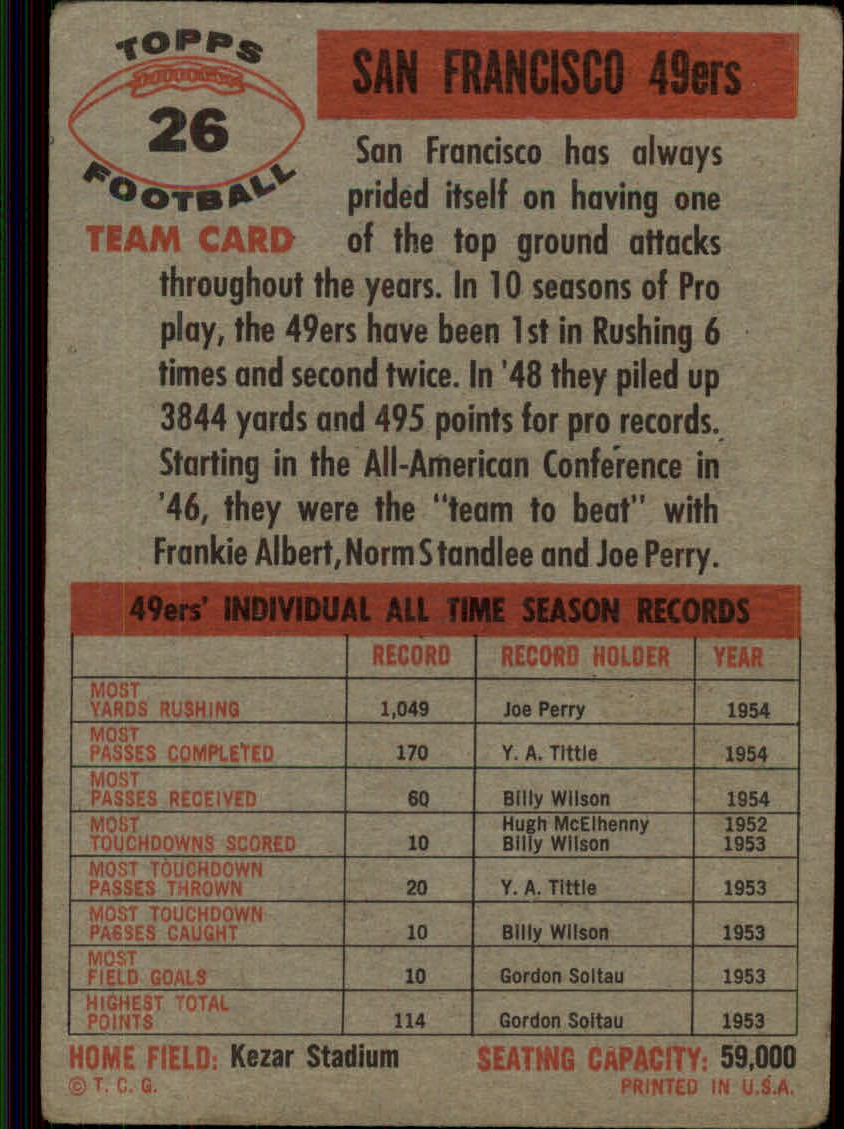 TOPPS
26
FOOTBALL
TEAM CARD
SAN FRANCISCO 49ers
San Francisco has always
prided itself on having one
of the top ground attacks
throughout the years. In 10 seasons of Pro
play, the 49ers have been 1st in Rushing 6
times and second twice. In '48 they piled up
3844 yards and 495 points for pro records.
Starting in the All-American Conference in
'46, they were the "team to beat" with
Frankie Albert, Norm Standlee and Joe Perry.
49ers' INDIVIDUAL ALL TIME SEASON RECORDS
RECORD RECORD HOLDER YEAR
MOST
YARDS RUSHING 1,049 Joe Perry 1954
MOST
PASSES COMPLETED 170 Y. A. Tittle 1954
MOST
PASSES RECEIVED 60 Billy Wilson 1954
MOST Hugh McElhenny 1952
TOUCHDOWNS SCORED 10 Billy Wilson 1953
MOST TOUCHDOWN
PASSES THROWN 20 Y. A. Tittle 1953
MOST TOUCHDOWN
PASSES CAUGHT 10 Billy Wilson 1953
MOST
FIELD GOALS 10 Gordon Soltau 1953
HIGHEST TOTAL
POINTS 114 Gordon Soltau 1953
HOME FIELD: Kezar Stadium SEATING CAPACITY: 59,000
© T. C. G. PRINTED IN U.S.A.